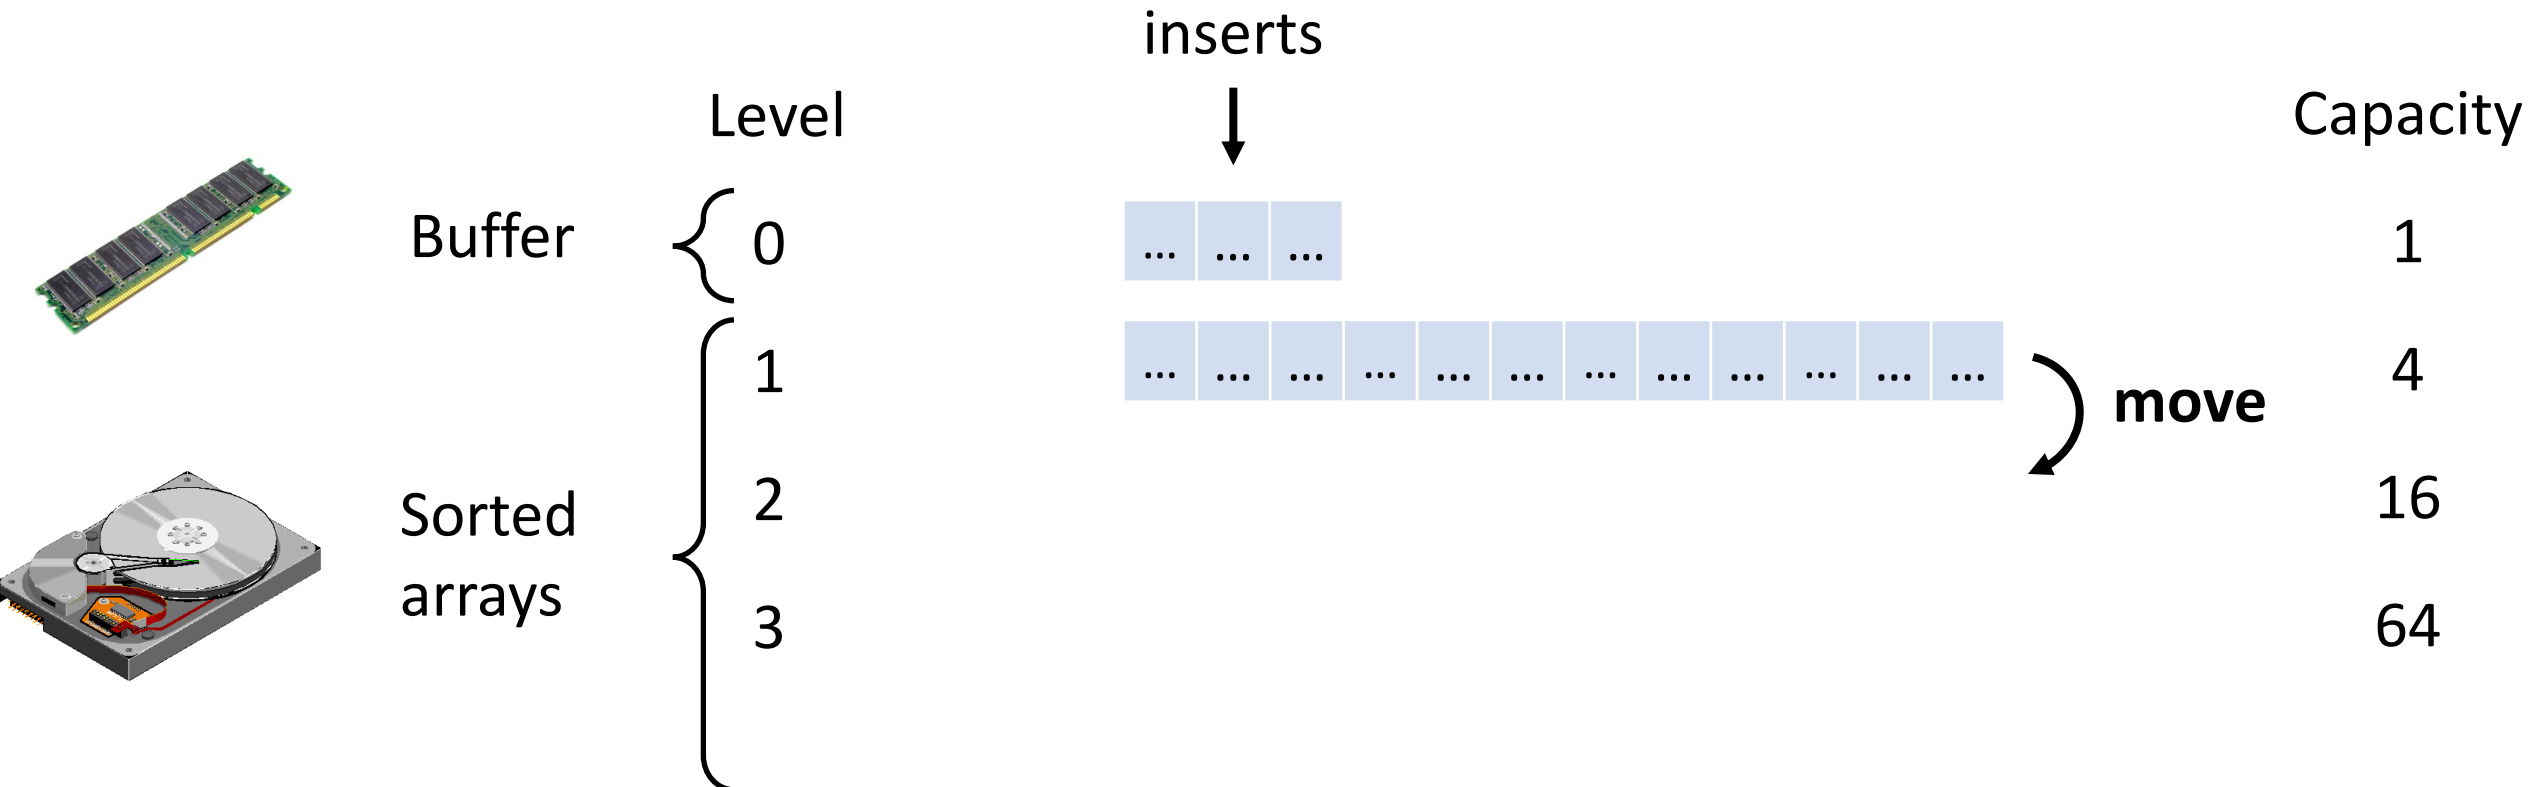 inserts
Level
Capacity
Buffer
0
... ... ...
1
1
... ... ... ... ... ... ... ... ... ... ... ...
4
move
Sorted
arrays
2
16
3
64